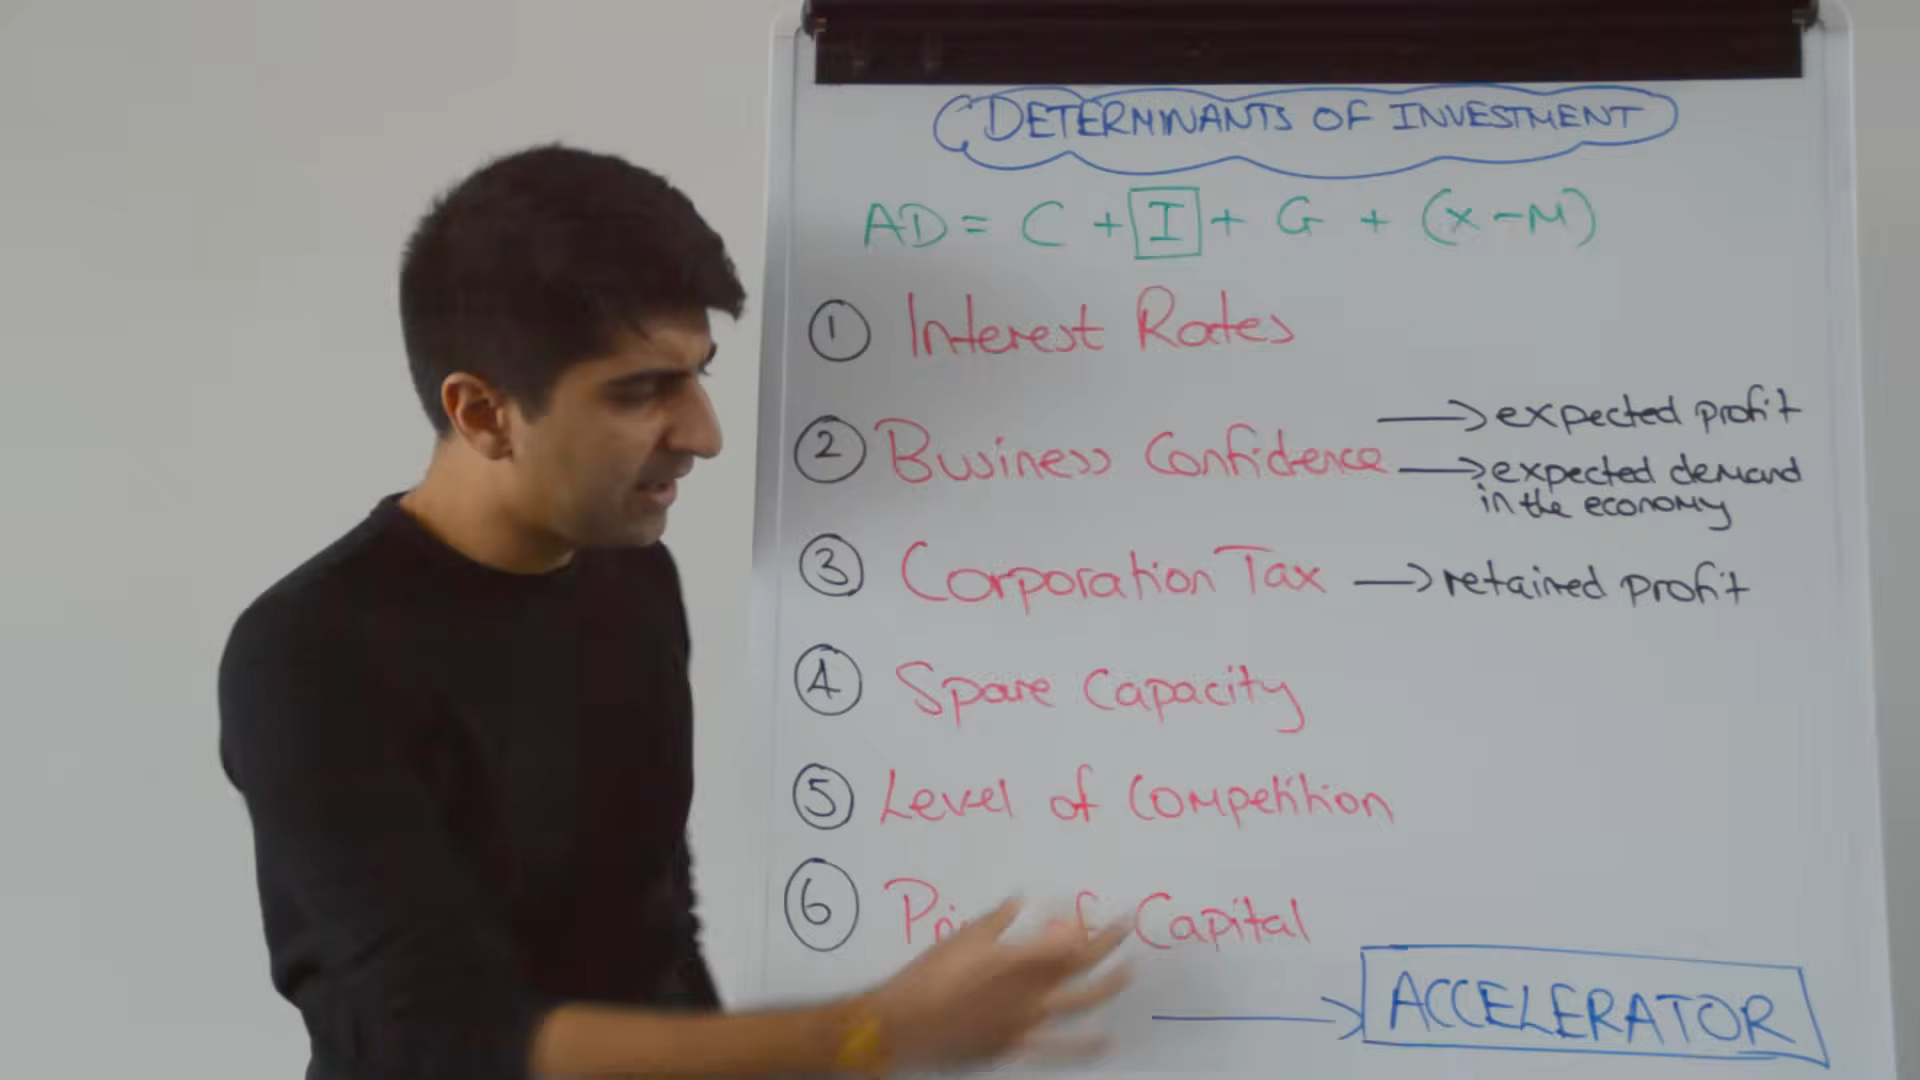 DETERMINANTS OF INVESTMENT
AD = C + I + G + (X - M)
① Interest Rates
② Business Confidence → expected profit
→ expected demand
in the economy
③ Corporation Tax → retained profit
④ Spare Capacity
⑤ Level of Competition
⑥ of Capital
→ ACCELERATOR